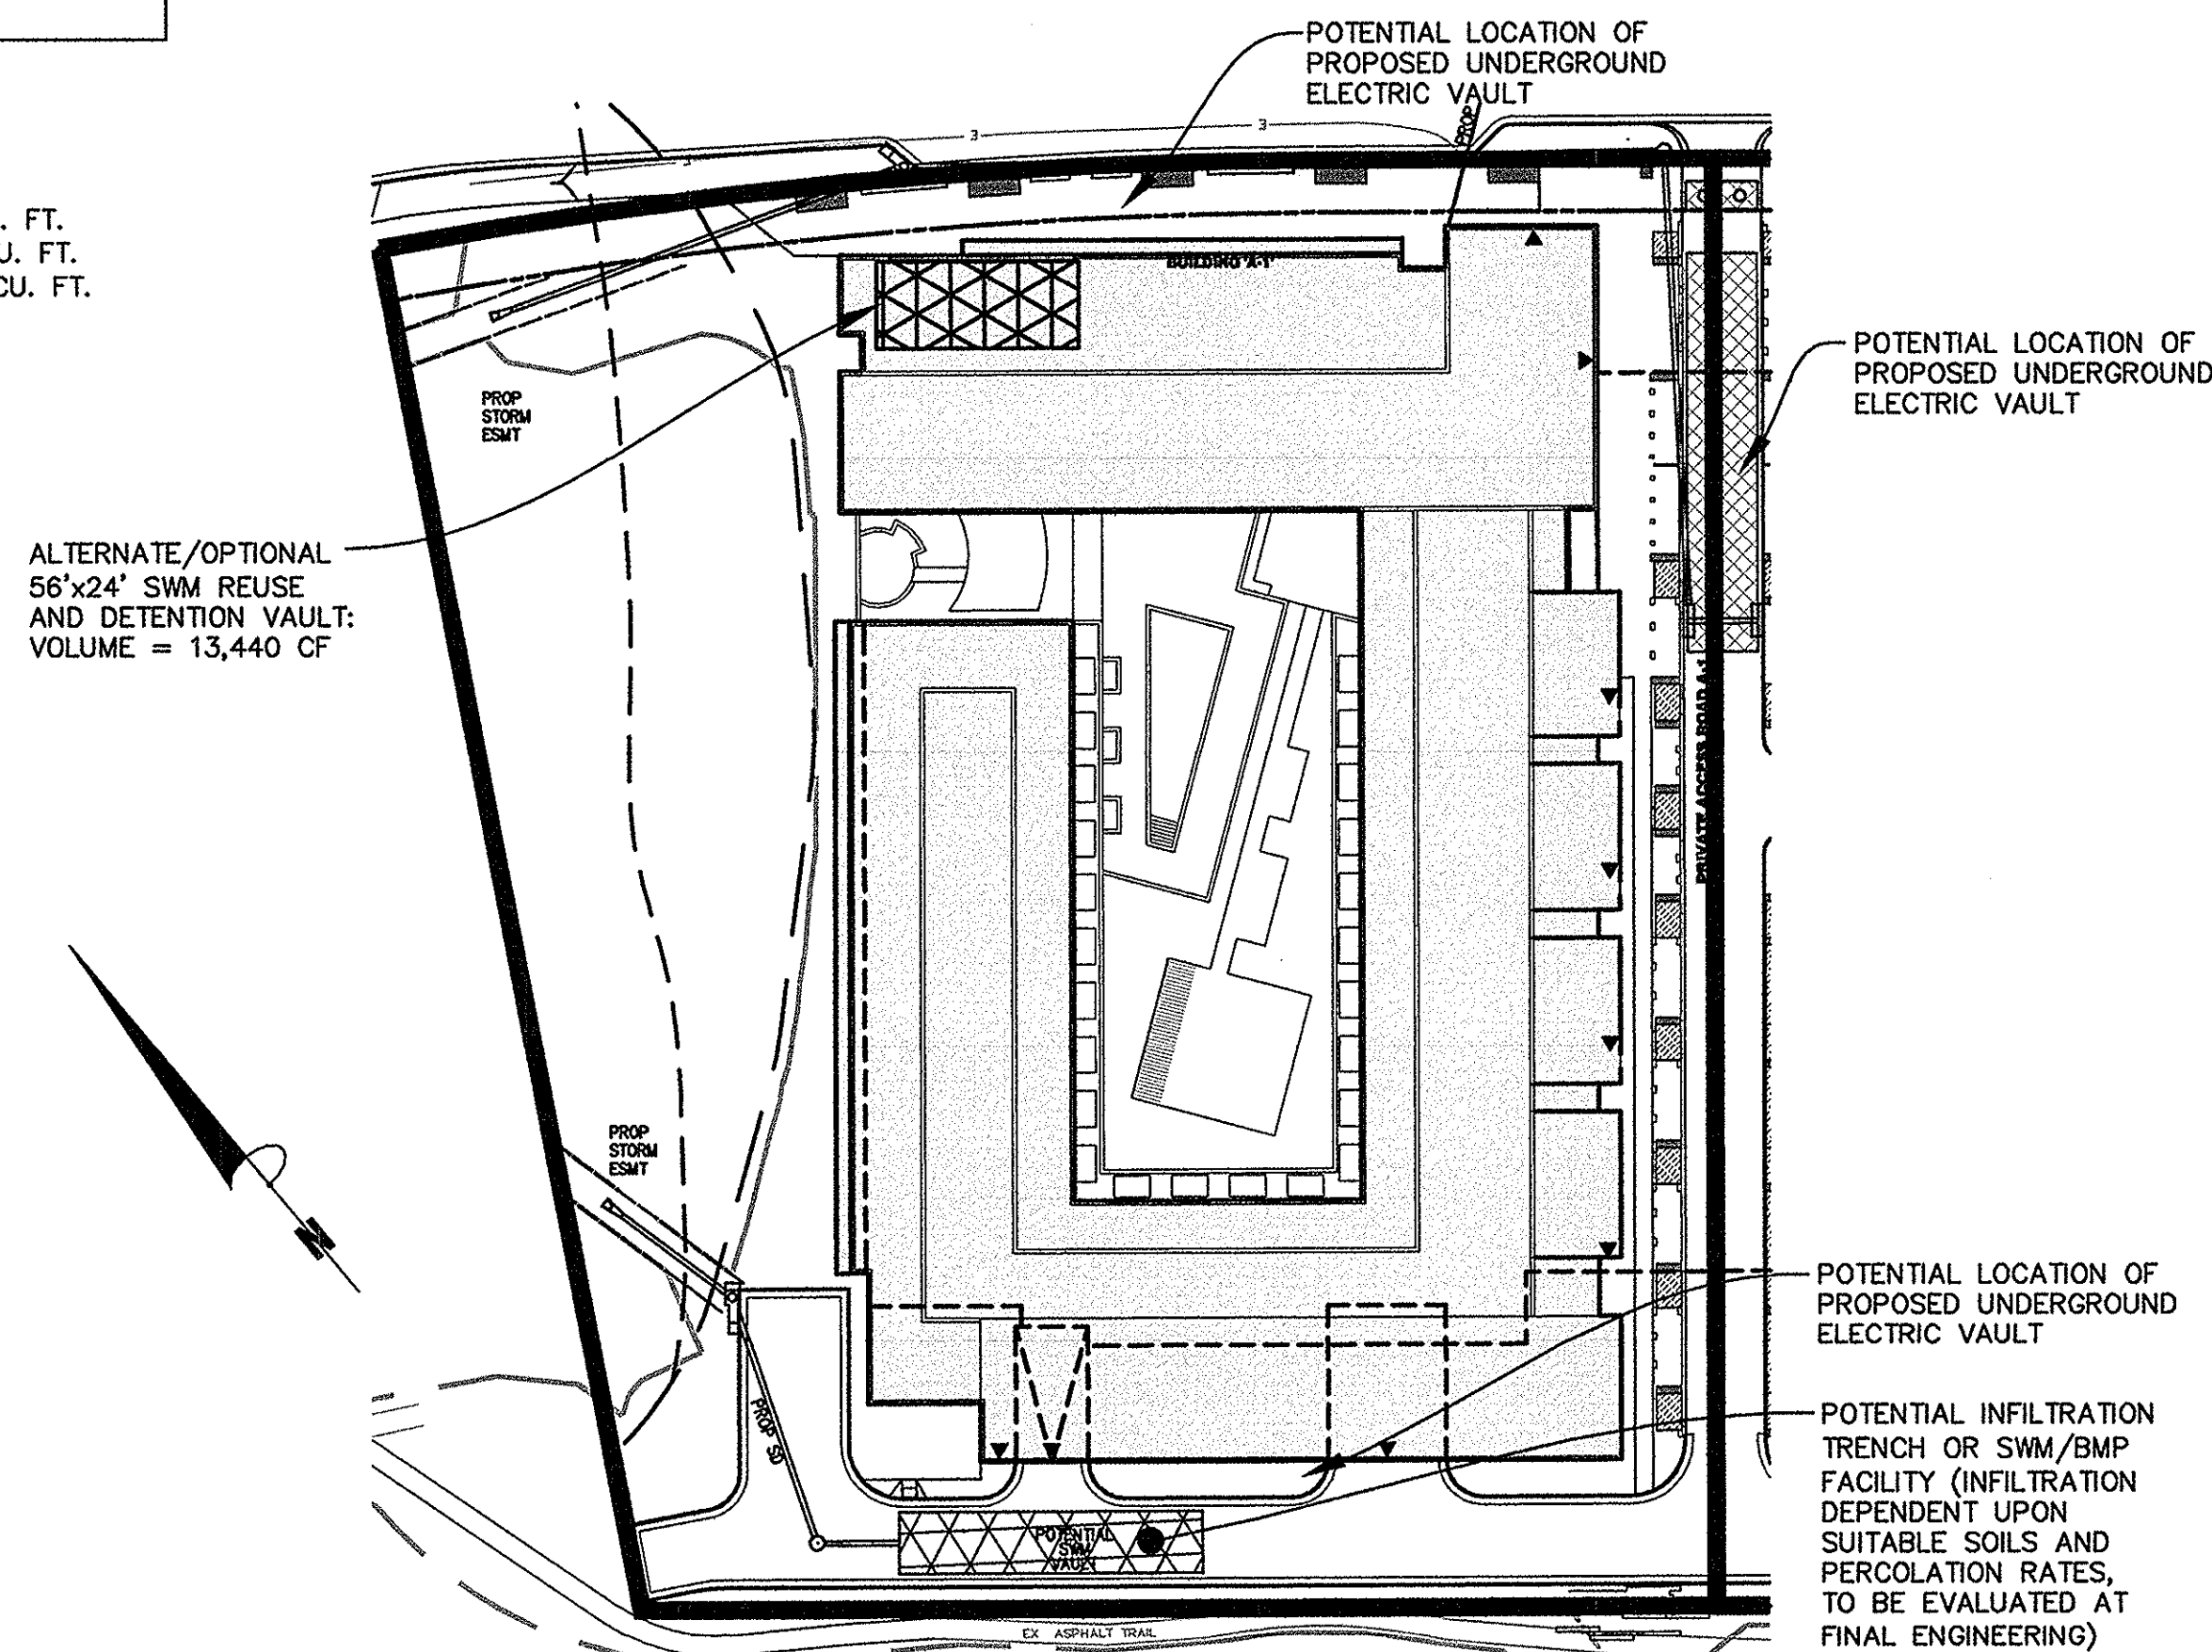 POTENTIAL LOCATION OF
PROPOSED UNDERGROUND
ELECTRIC VAULT
PROP
3
3
. FT.
U. FT.
CU. FT.
BUILDING 'A-1'
POTENTIAL LOCATION OF
PROPOSED UNDERGROUND
ELECTRIC VAULT
PROP
STORM
ESMT
ALTERNATE/OPTIONAL
56'x24' SWM REUSE
AND DETENTION VAULT:
VOLUME = 13,440 CF
PRIVATE ACCESS ROAD A-1
PROP
STORM
ESMT
N
POTENTIAL LOCATION OF
PROPOSED UNDERGROUND
ELECTRIC VAULT
PROP SD
POTENTIAL INFILTRATION
TRENCH OR SWM/BMP
FACILITY (INFILTRATION
DEPENDENT UPON
SUITABLE SOILS AND
PERCOLATION RATES,
TO BE EVALUATED AT
FINAL ENGINEERING)
POTENTIAL
SWM
VAULT
EX ASPHALT TRAIL